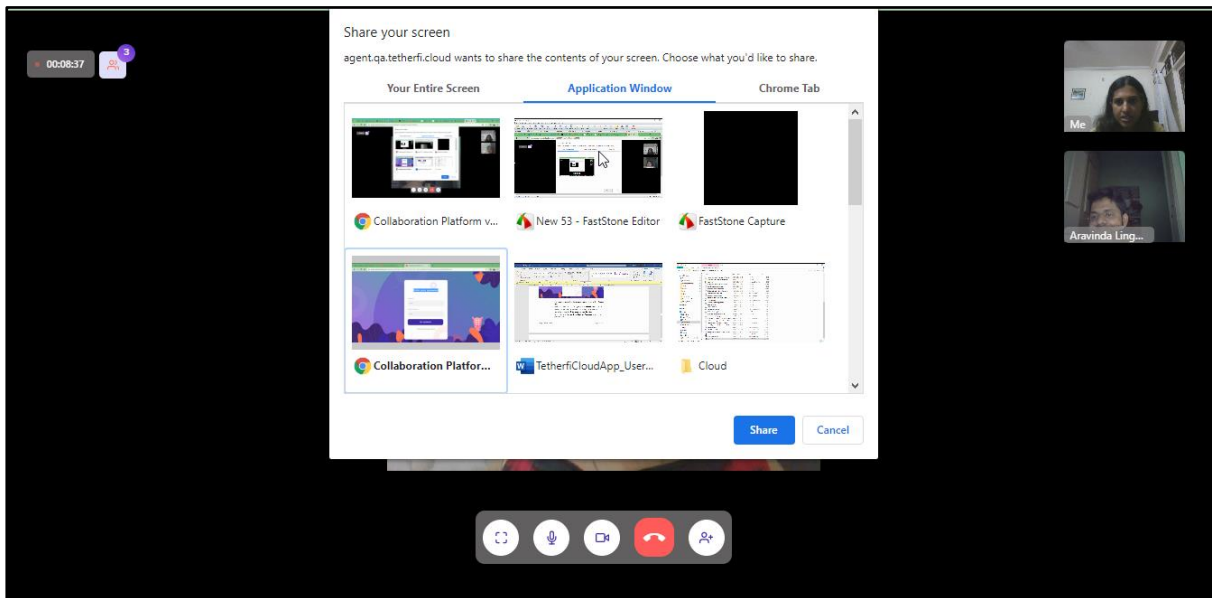 00:08:37
3
Share your screen
agent.qa.tetherfi.cloud wants to share the contents of your screen. Choose what you'd like to share.
Your Entire Screen
Application Window
Chrome Tab
Collaboration Platform v...
New 53 - FastStone Editor
FastStone Capture
Collaboration Platfor...
TetherfiCloudApp_User...
Cloud
Share
Cancel
Me
Aravinda Ling...